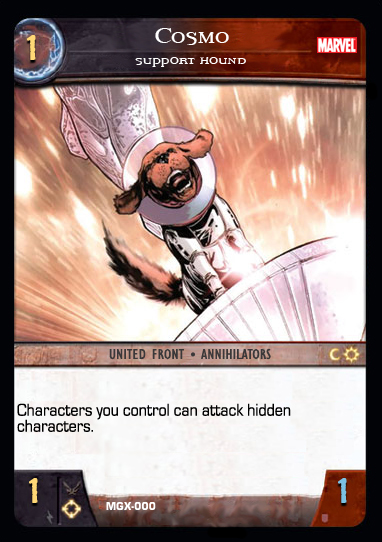 1
Cosmo
Support Hound
MARVEL
UNITED FRONT • ANNIHILATORS
Characters you control can attack hidden
characters.
1
1
MGX-000